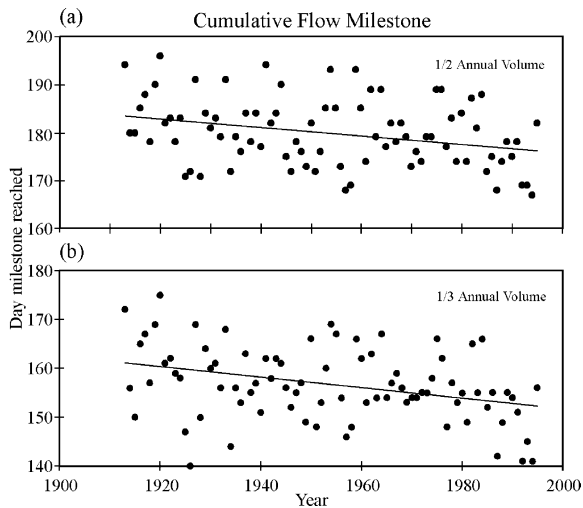 (a)
Cumulative Flow Milestone
200
190
180
170
160
1/2 Annual Volume
Day milestone reached
(b)
180
170
160
150
140
1/3 Annual Volume
1900
1920
1940
1960
1980
2000
Year